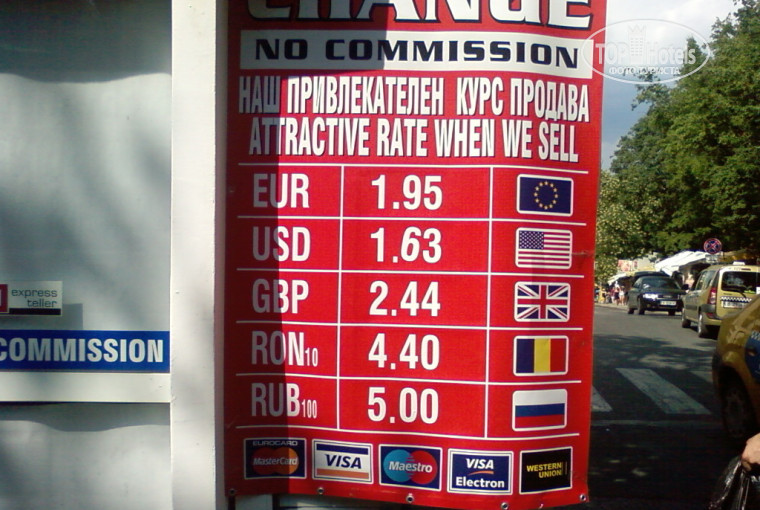 CHANGE
NO COMMISSION
НАШ ПРИВЛЕКАТЕЛЕН КУРС ПРОДАВА
ATTRACTIVE RATE WHEN WE SELL
EUR 1.95
USD 1.63
GBP 2.44
RON10 4.40
RUB100 5.00
EUROCARD
MasterCard
VISA
Maestro
VISA
Electron
WESTERN
UNION
express
teller
COMMISSION
TOP Hotels